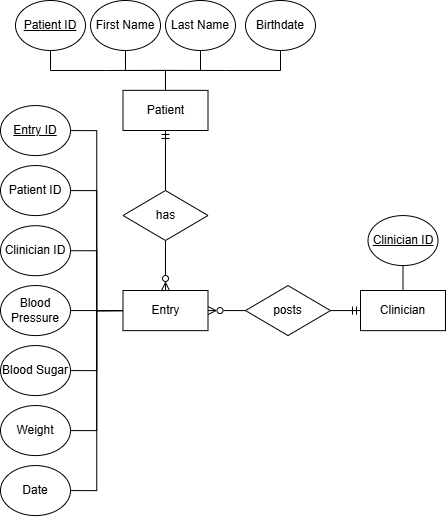 Patient ID
First Name
Last Name
Birthdate
Patient
Entry ID
Patient ID
has
Clinician ID
Clinician ID
Blood
Pressure
Entry
posts
Clinician
Blood Sugar
Weight
Date